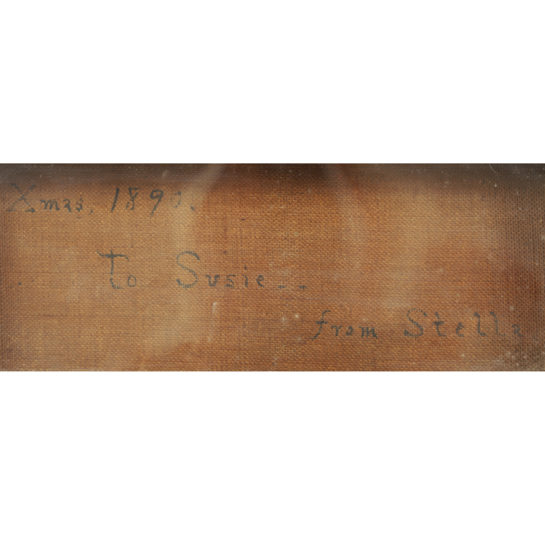 Xmas, 1890.
To Susie --
from Stella